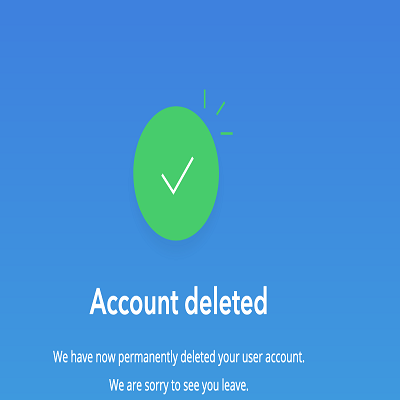 Account deleted
We have now permanently deleted your user account.
We are sorry to see you leave.